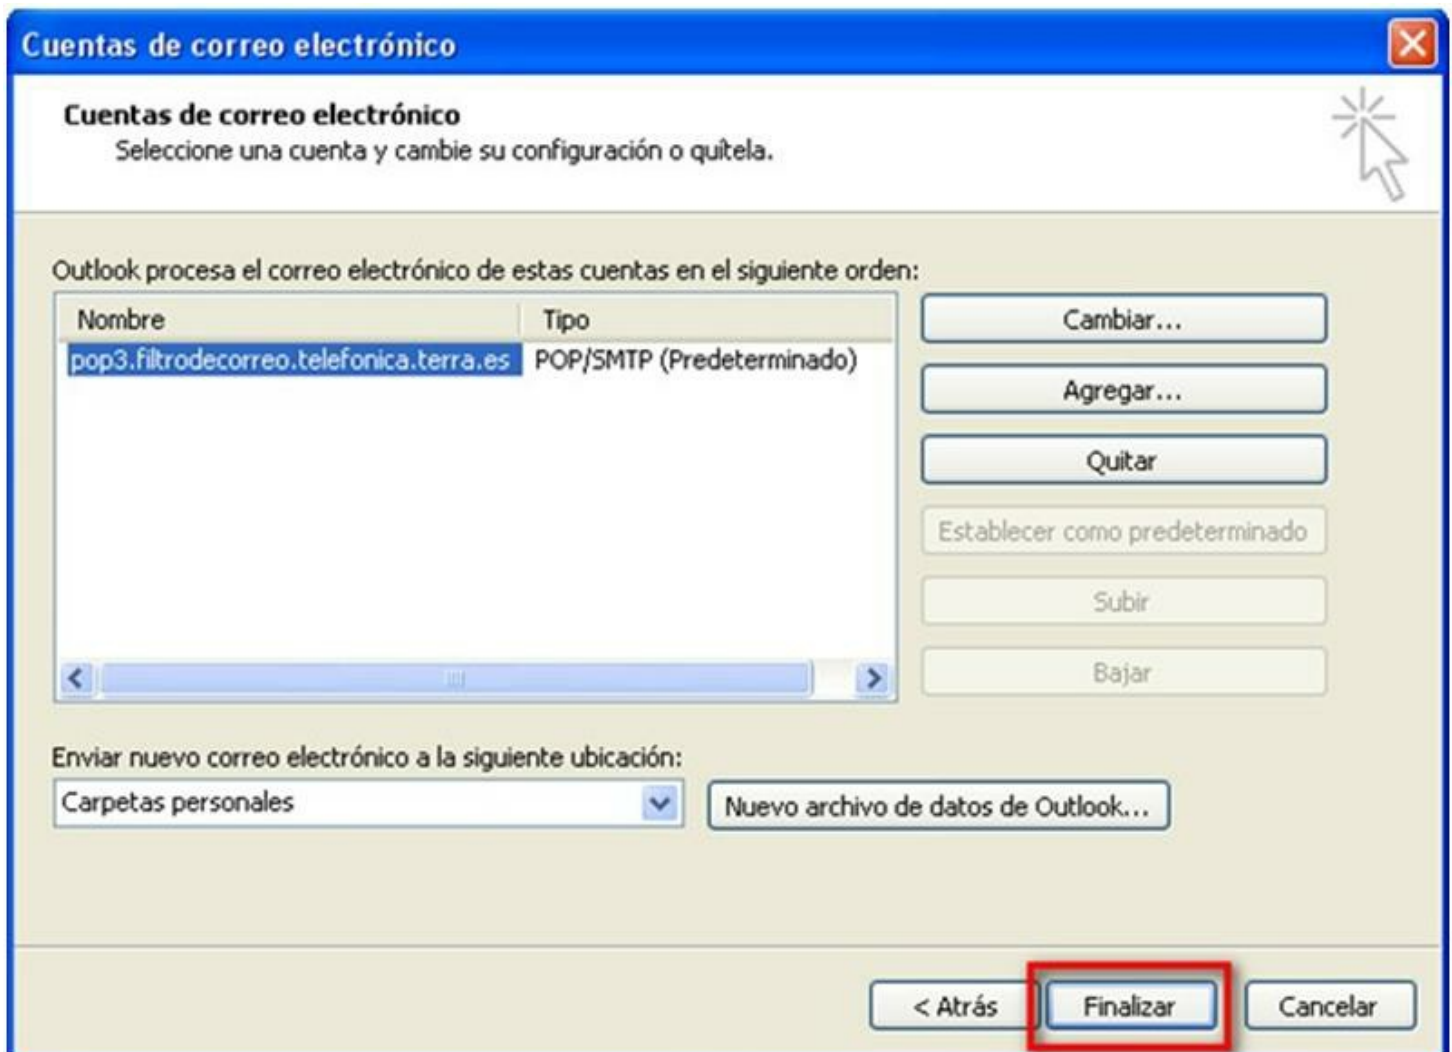 Cuentas de correo electrónico
Cuentas de correo electrónico
Seleccione una cuenta y cambie su configuración o quítela.
Outlook procesa el correo electrónico de estas cuentas en el siguiente orden:
Nombre Tipo
pop3.filtrodecorreo.telefonica.terra.es POP/SMTP (Predeterminado)
Cambiar...
Agregar...
Quitar
Establecer como predeterminado
Subir
Bajar
Enviar nuevo correo electrónico a la siguiente ubicación:
Carpetas personales Nuevo archivo de datos de Outlook...
< Atrás Finalizar Cancelar